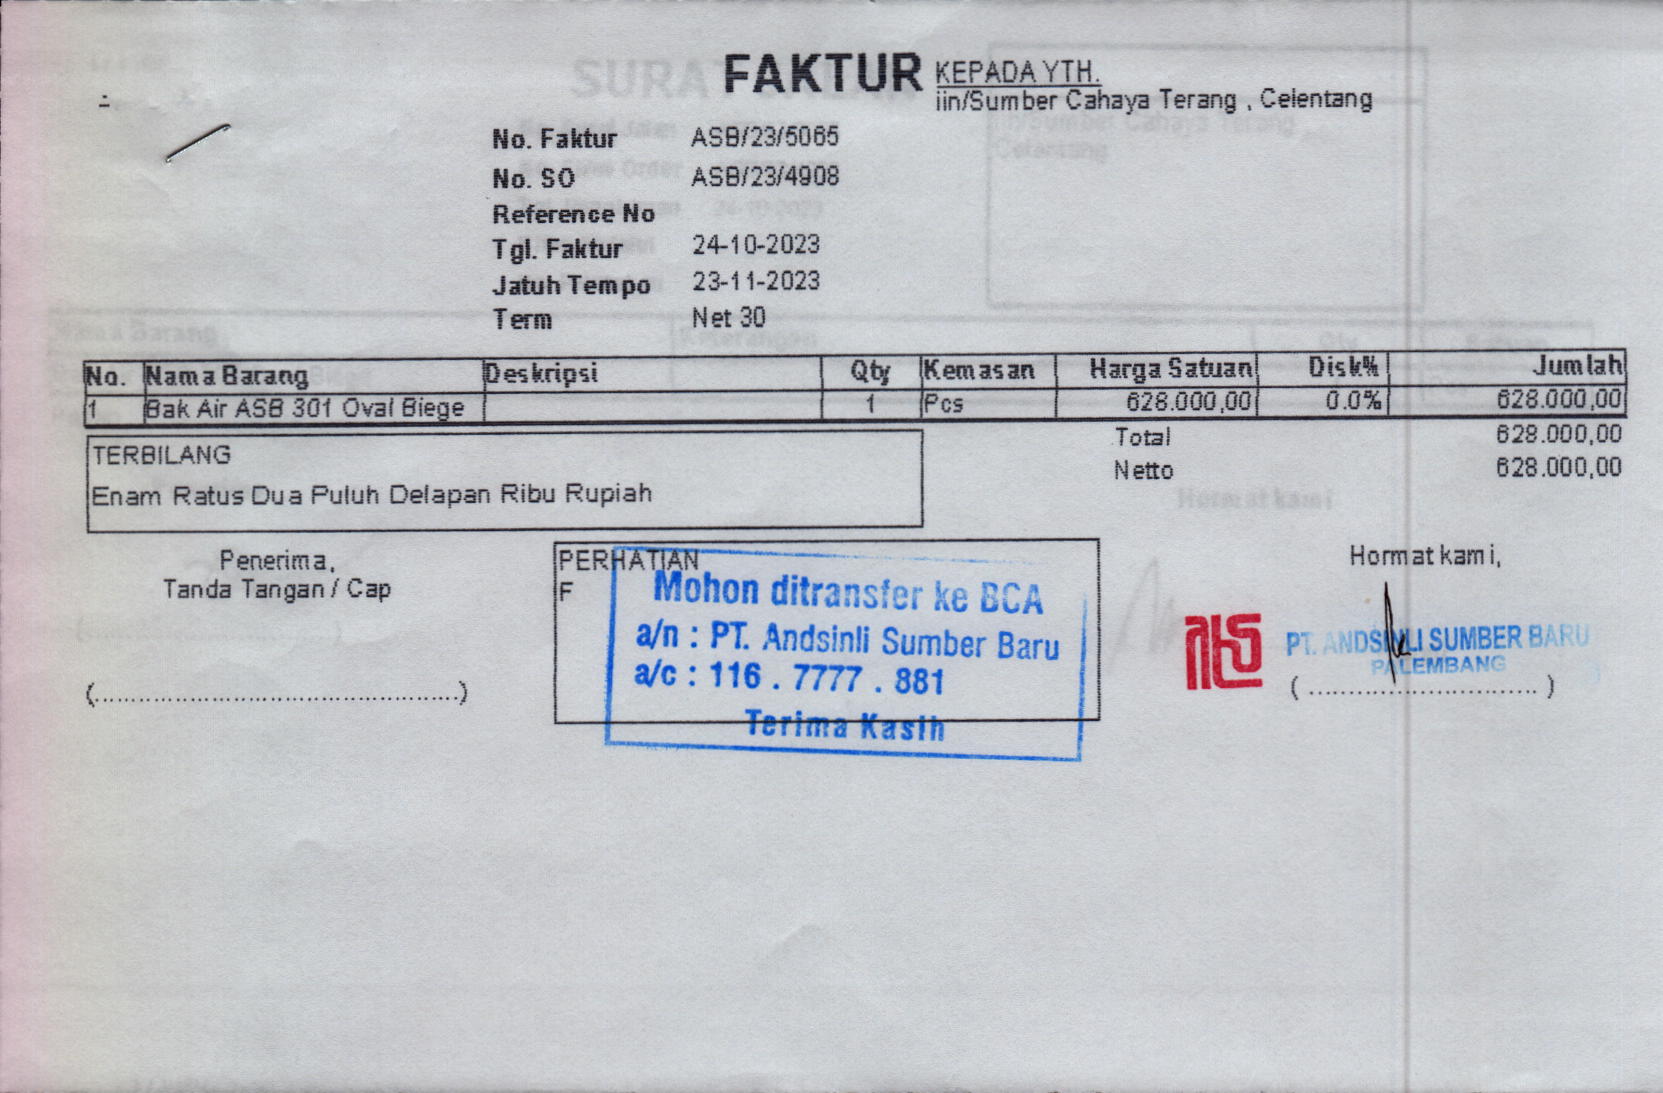 FAKTUR
KEPADA YTH.
iin/Sumber Cahaya Terang , Celentang
No. Faktur ASB/23/5065
No. SO ASB/23/4908
Reference No
Tgl. Faktur 24-10-2023
Jatuh Tempo 23-11-2023
Term Net 30
No. Nama Barang Deskripsi Qty Kemasan Harga Satuan Disk% Jumlah
1 Bak Air ASB 301 Oval Biege 1 Pcs 628.000,00 0.0% 628.000,00
Total 628.000,00
Netto 628.000,00
TERBILANG
Enam Ratus Dua Puluh Delapan Ribu Rupiah
Penerima,
Tanda Tangan / Cap
(.................................................)
PERHATIAN
F
Mohon ditransfer ke BCA
a/n : PT. Andsinli Sumber Baru
a/c : 116 . 7777 . 881
Terima Kasih
Hormat kami,
PT. ANDSINLI SUMBER BARU
PALEMBANG
( ............................... )